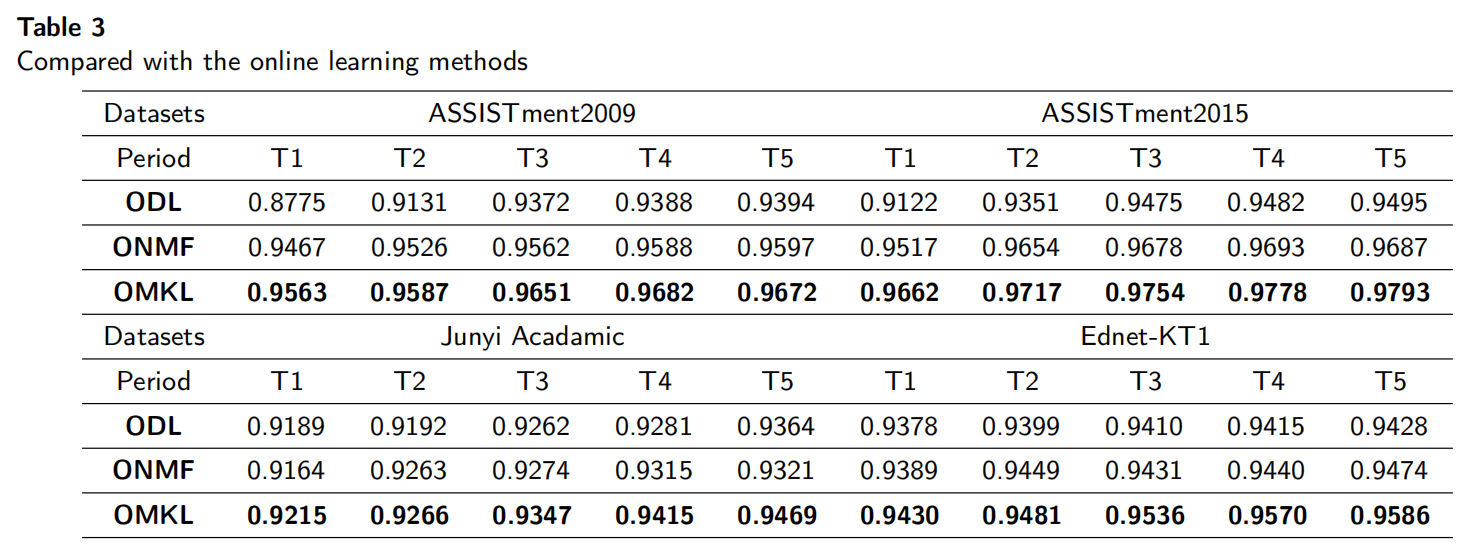 Table 3
Compared with the online learning methods
Datasets ASSISTment2009 ASSISTment2015
Period T1 T2 T3 T4 T5 T1 T2 T3 T4 T5
ODL 0.8775 0.9131 0.9372 0.9388 0.9394 0.9122 0.9351 0.9475 0.9482 0.9495
ONMF 0.9467 0.9526 0.9562 0.9588 0.9597 0.9517 0.9654 0.9678 0.9693 0.9687
OMKL 0.9563 0.9587 0.9651 0.9682 0.9672 0.9662 0.9717 0.9754 0.9778 0.9793
Datasets Junyi Acadamic Ednet-KT1
Period T1 T2 T3 T4 T5 T1 T2 T3 T4 T5
ODL 0.9189 0.9192 0.9262 0.9281 0.9364 0.9378 0.9399 0.9410 0.9415 0.9428
ONMF 0.9164 0.9263 0.9274 0.9315 0.9321 0.9389 0.9449 0.9431 0.9440 0.9474
OMKL 0.9215 0.9266 0.9347 0.9415 0.9469 0.9430 0.9481 0.9536 0.9570 0.9586